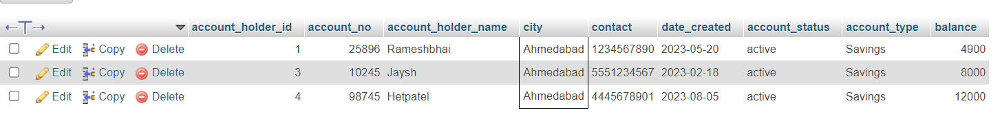 account_holder_id account_no account_holder_name city contact date_created account_status account_type balance
Edit Copy Delete 1 25896 Rameshbhai Ahmedabad 1234567890 2023-05-20 active Savings 4900
Edit Copy Delete 3 10245 Jaysh Ahmedabad 5551234567 2023-02-18 active Savings 8000
Edit Copy Delete 4 98745 Hetpatel Ahmedabad 4445678901 2023-08-05 active Savings 12000